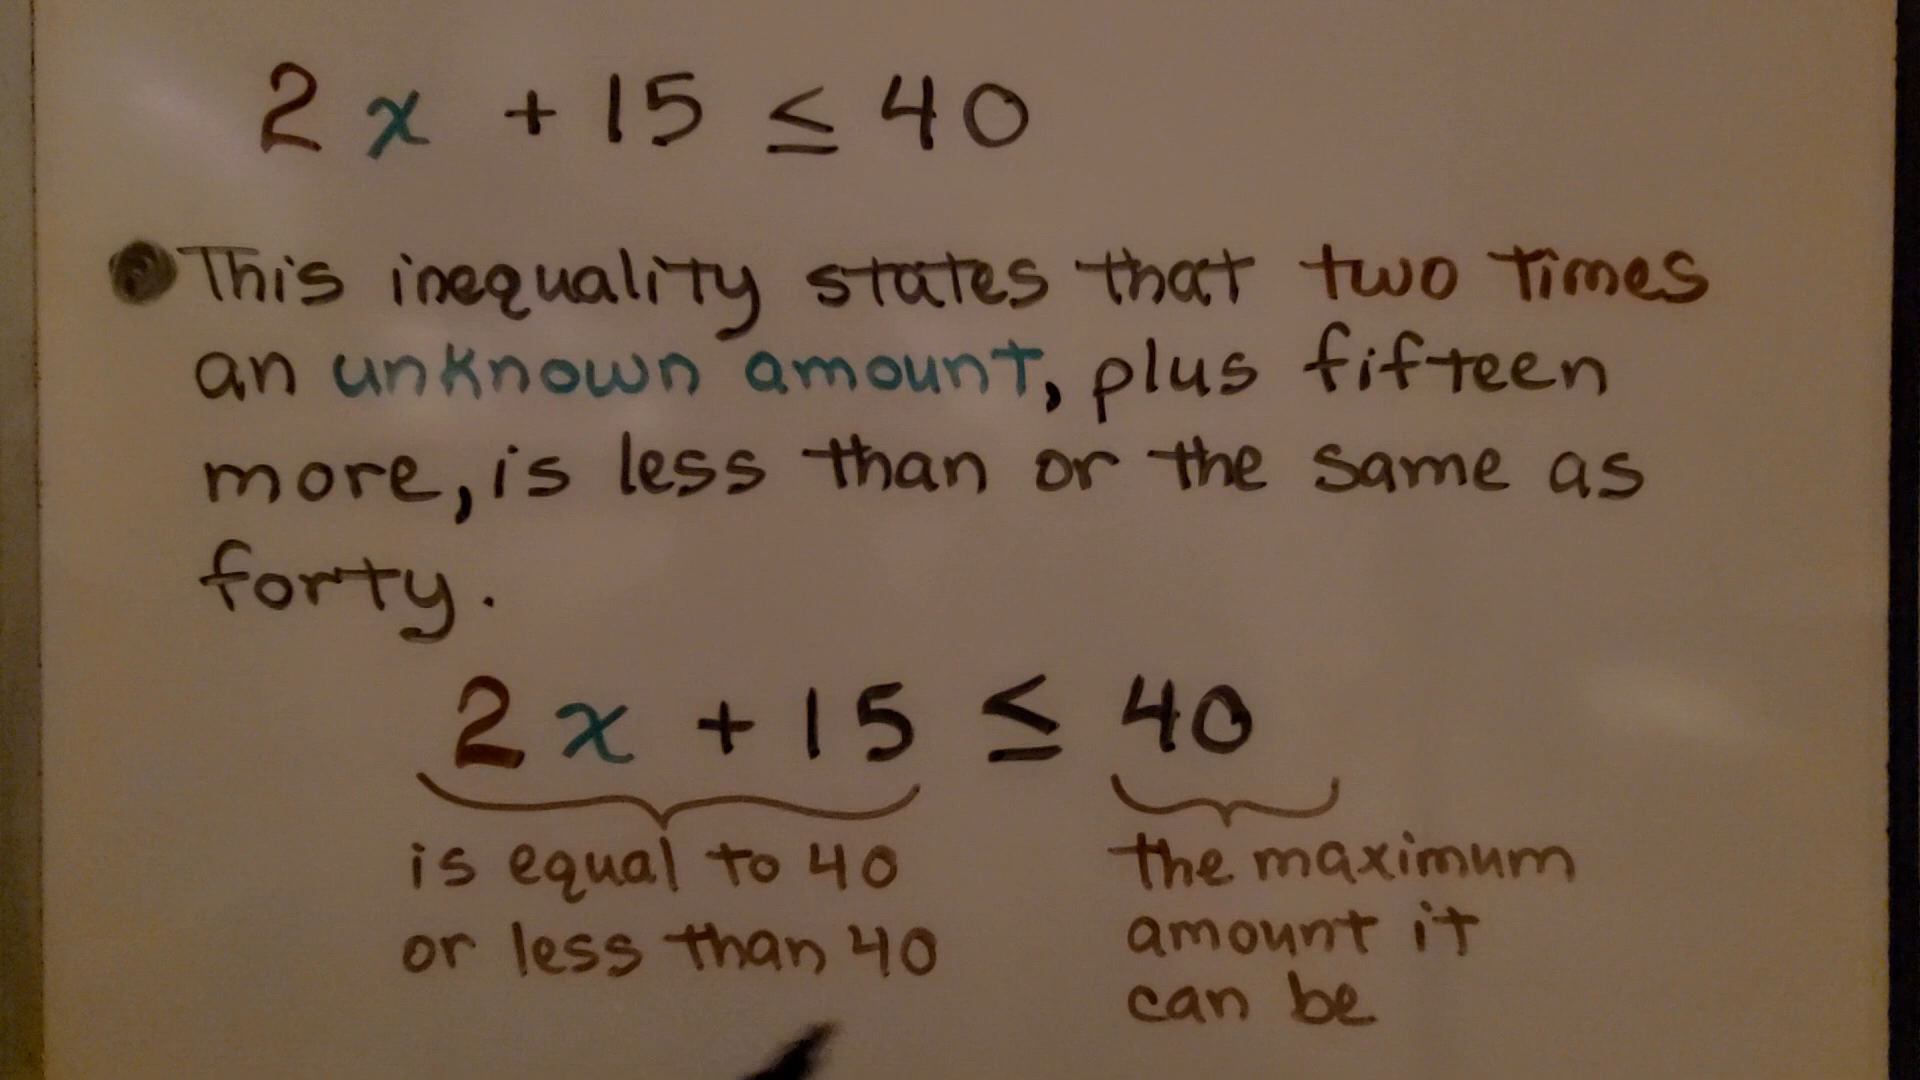 2x + 15 ≤ 40
This inequality states that two times
an unknown amount, plus fifteen
more, is less than or the same as
forty.
2x + 15 ≤ 40
is equal to 40
or less than 40
the maximum
amount it
can be